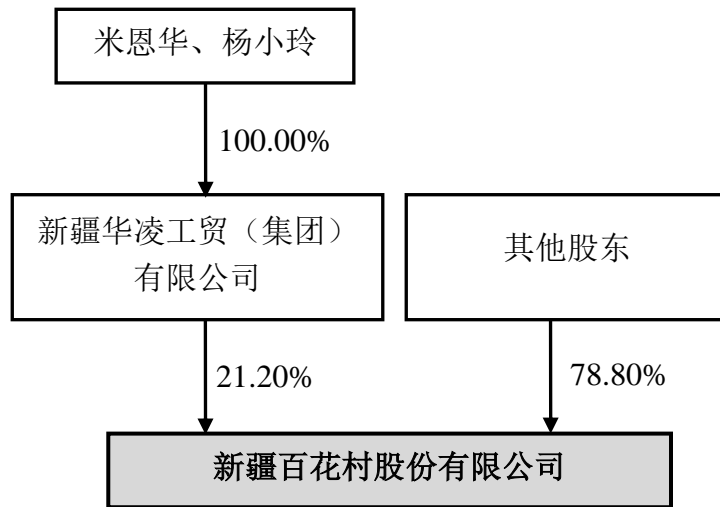 米恩华、杨小玲
100.00%
新疆华凌工贸（集团）
有限公司
其他股东
21.20%
78.80%
新疆百花村股份有限公司